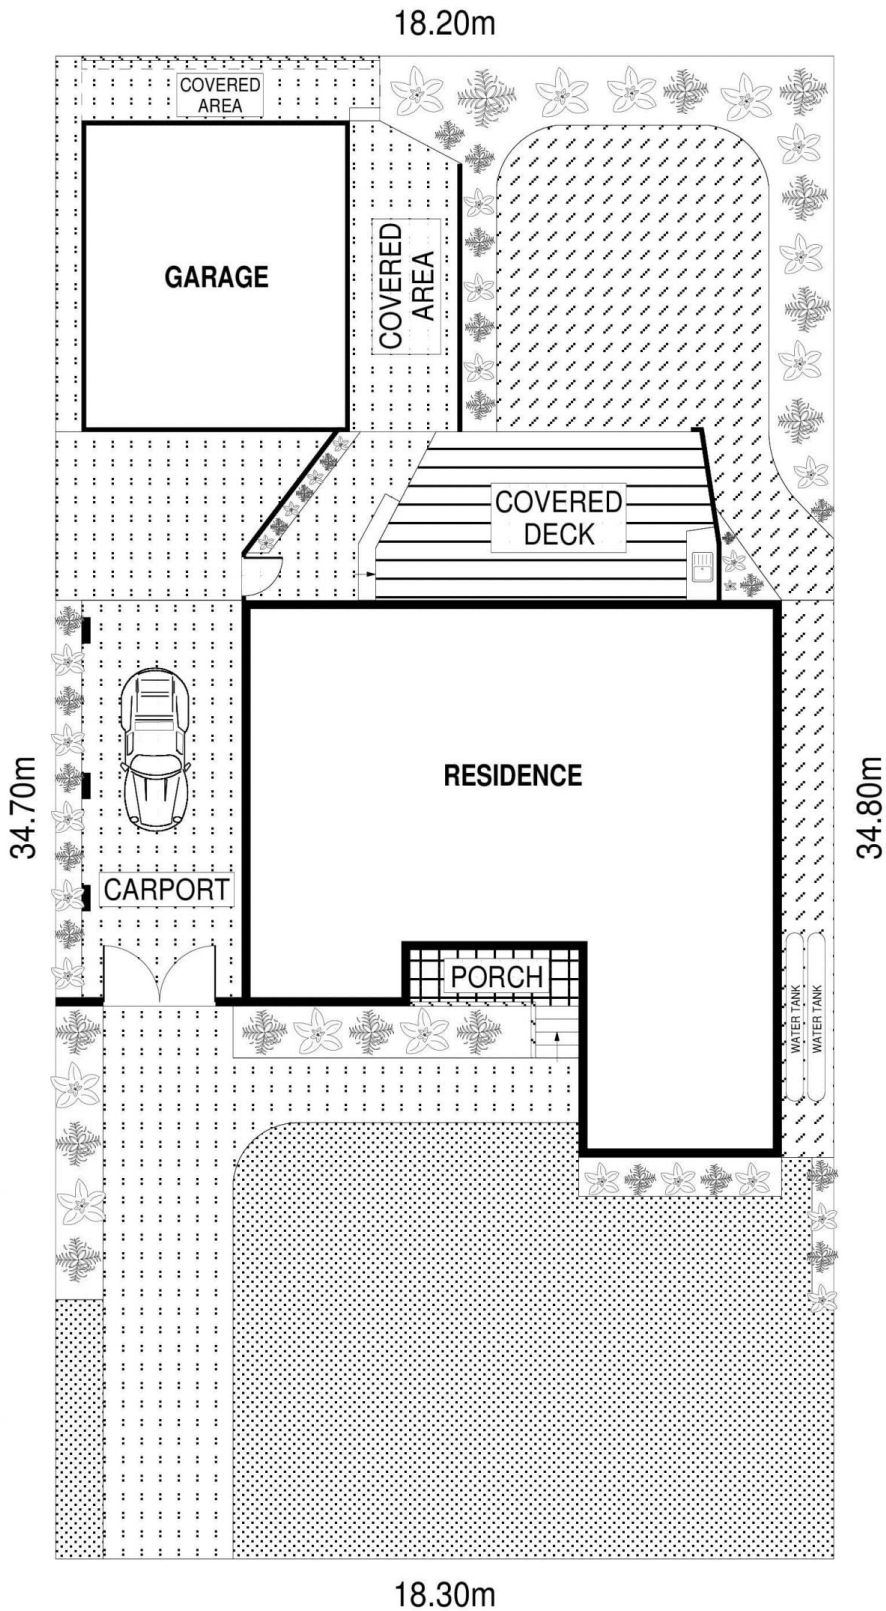 18.20m
COVERED
AREA
GARAGE
COVERED
AREA
COVERED
DECK
34.70m
RESIDENCE
34.80m
CARPORT
PORCH
WATER TANK
WATER TANK
18.30m